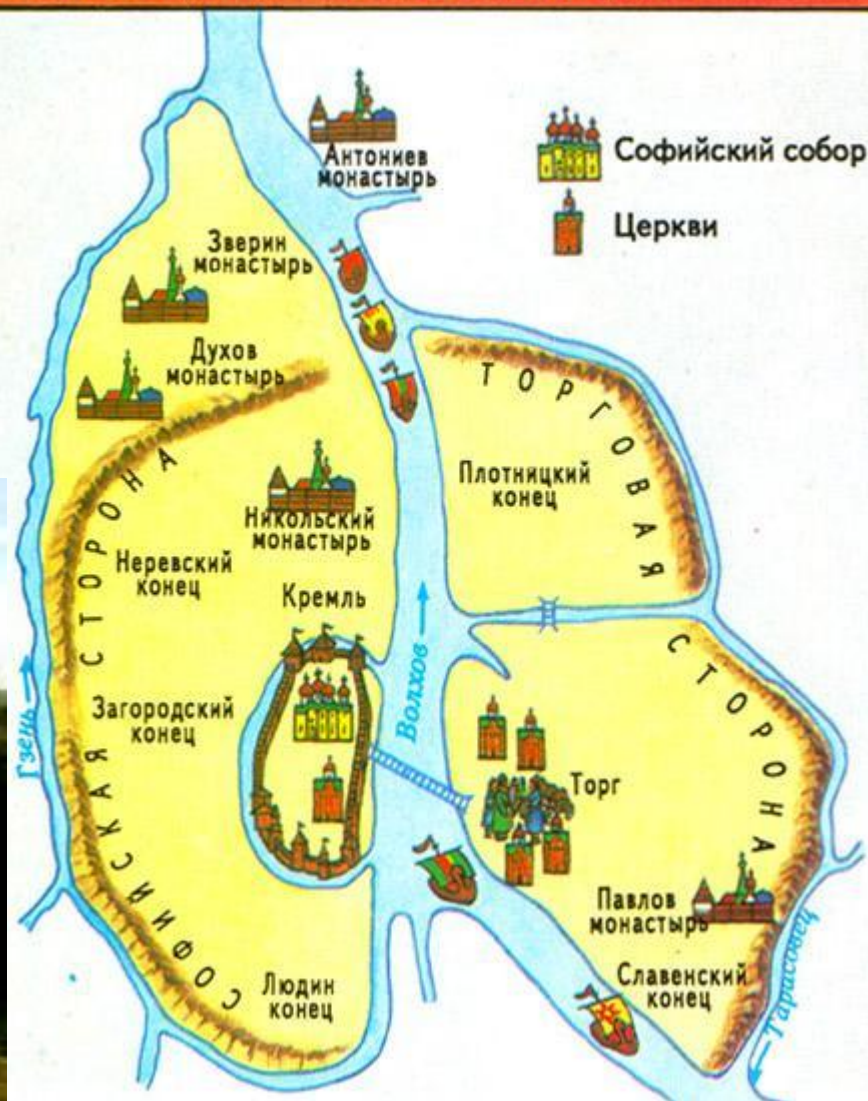 Антониев
монастырь
Софийский собор
Церкви
Зверин
монастырь
Духов
монастырь
ТОРГОВАЯ
СТОРОНА
Плотницкий
конец
Никольский
монастырь
Неревский
конец
Кремль
Волхов
Загородский
конец
Гзень
СОФИЙСКАЯ СТОРОНА
Торг
Павлов
монастырь
Славенский
конец
Тарасовец
Людин
конец